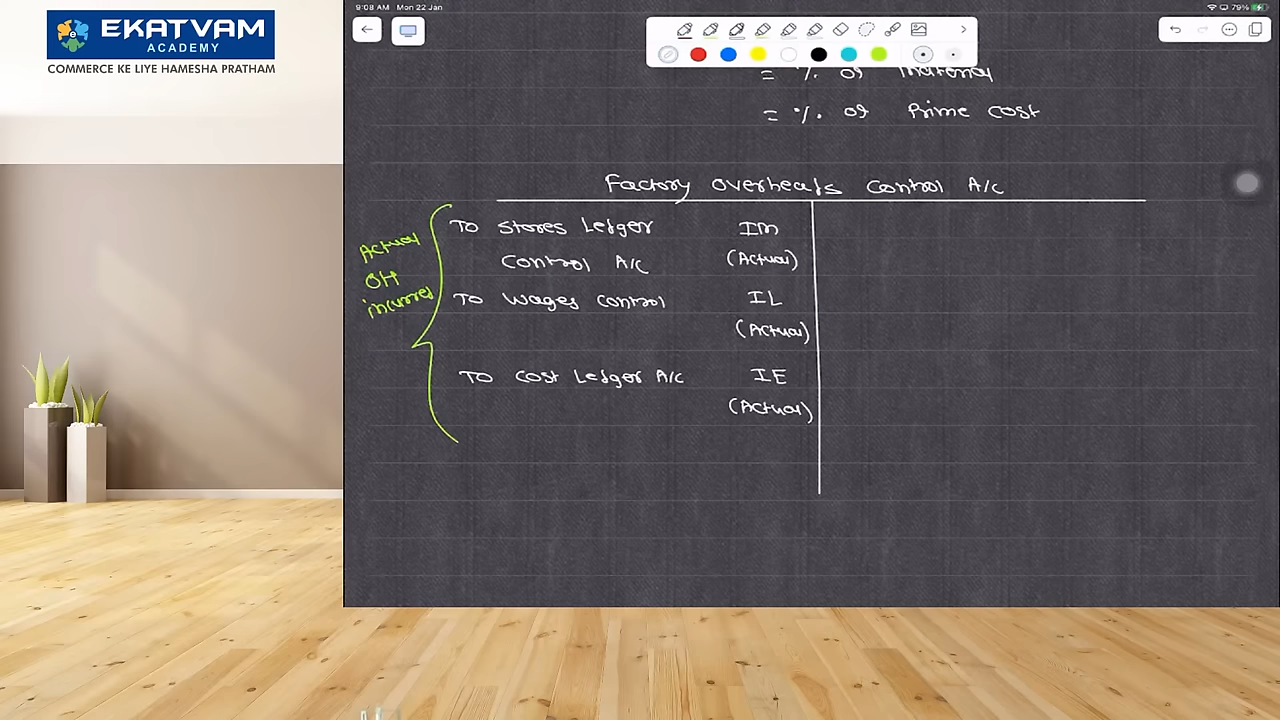 EKATVAM
ACADEMY
COMMERCE KE LIYE HAMESHA PRATHAM
9:08 AM Mon 22 Jan
79%
= % of
= % of Prime cost
Factory overheads control A/c
To Stores Ledger IM
control A/c (Actual)
To wages control IL
(Actual)
To cost Ledger A/c IE
(Actual)
Actual
OH
incurred